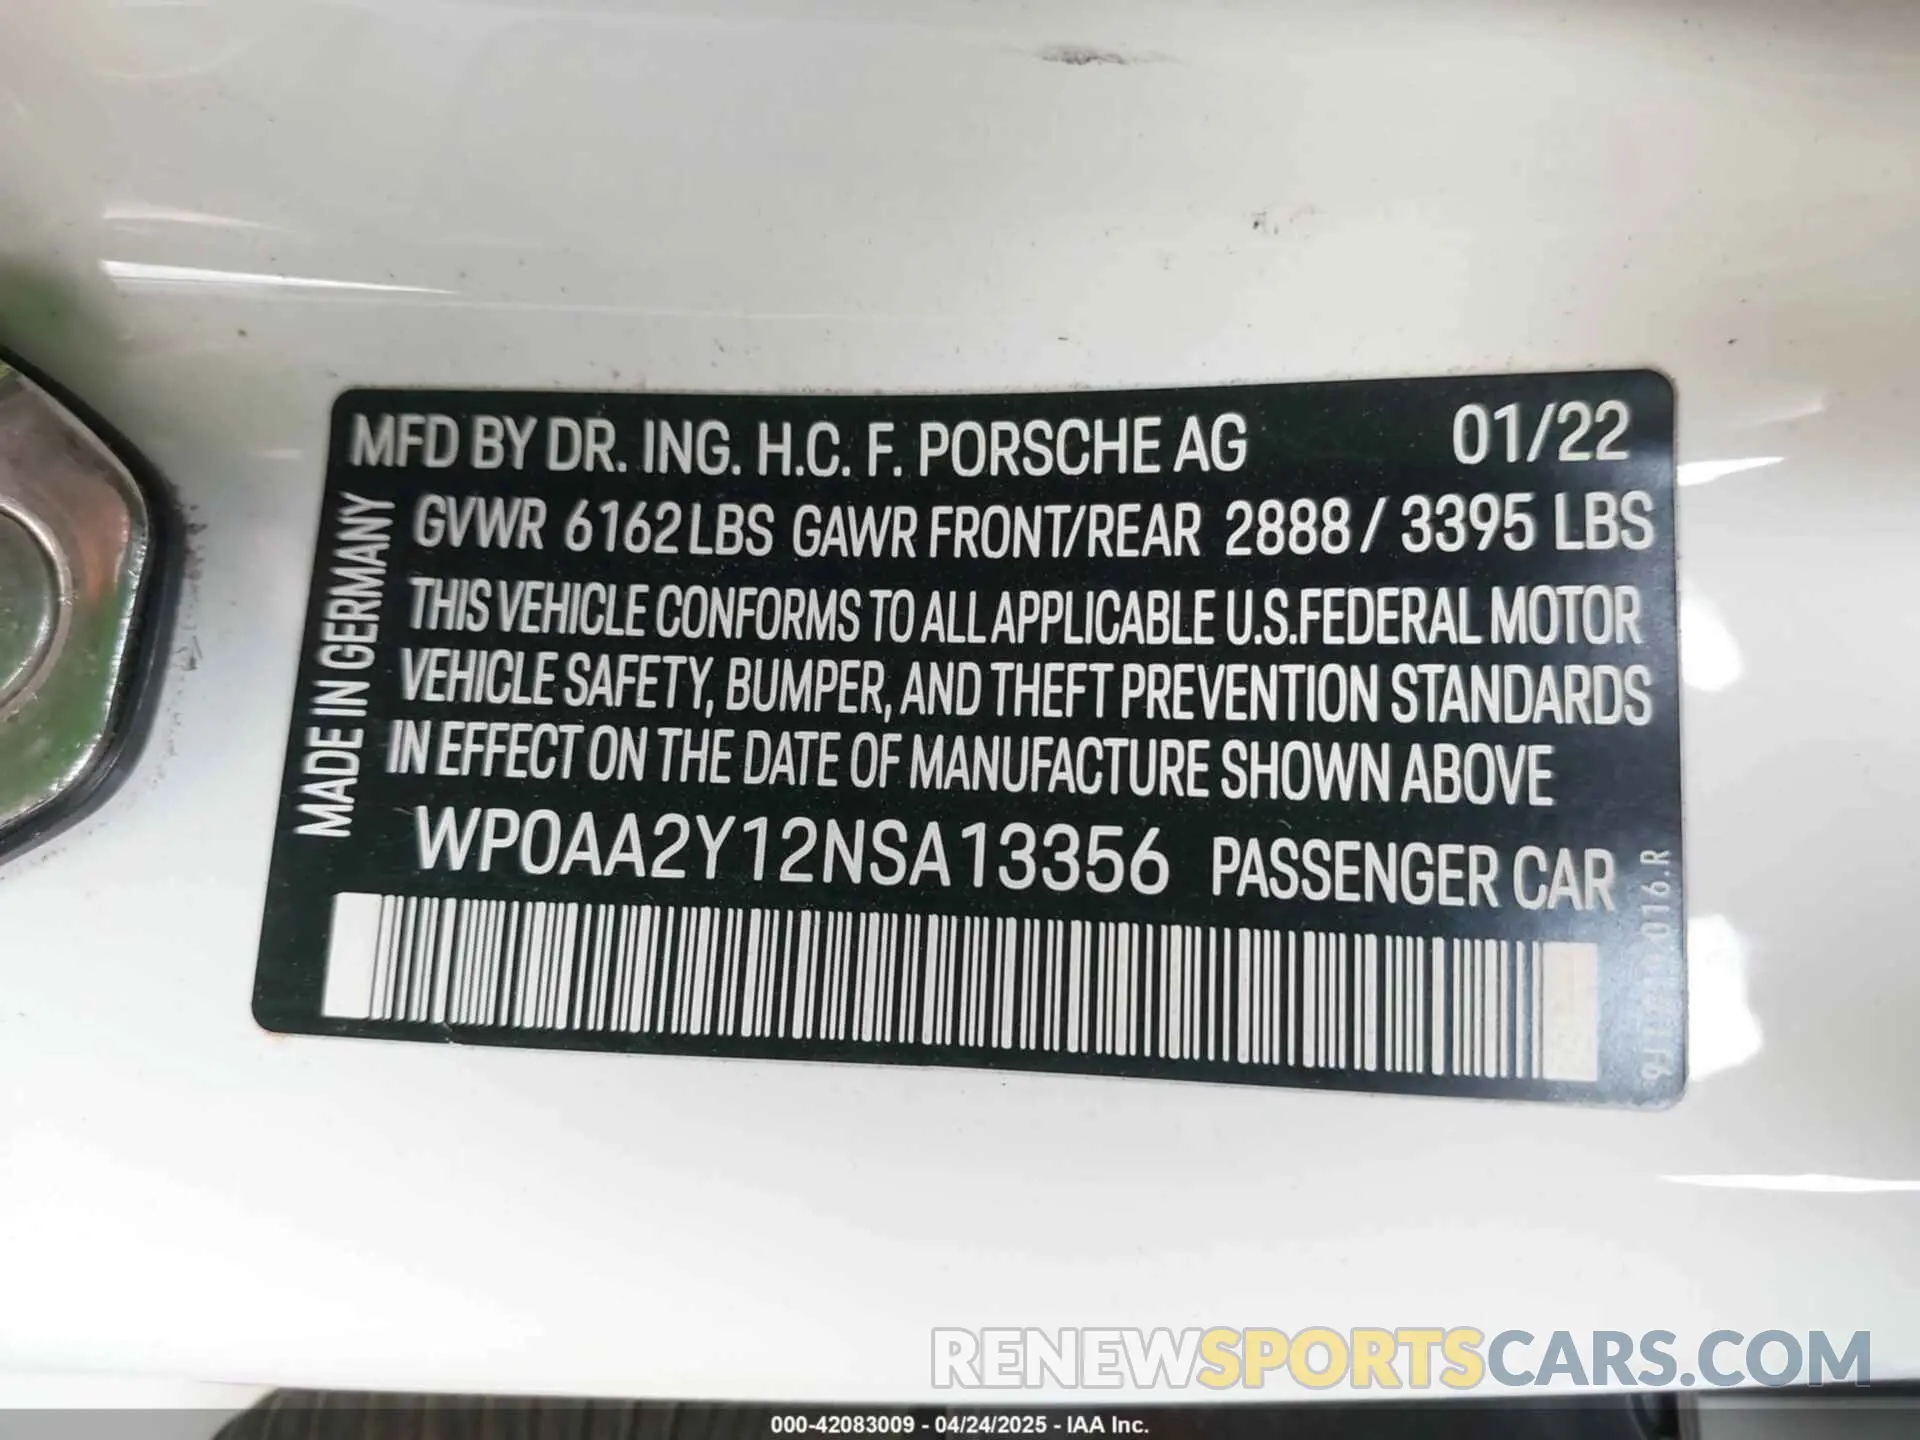 MFD BY DR. ING. H.C. F. PORSCHE AG 01/22
GVWR 6162 LBS GAWR FRONT/REAR 2888 / 3395 LBS
THIS VEHICLE CONFORMS TO ALL APPLICABLE U.S.FEDERAL MOTOR
VEHICLE SAFETY, BUMPER, AND THEFT PREVENTION STANDARDS
IN EFFECT ON THE DATE OF MANUFACTURE SHOWN ABOVE
WP0AA2Y12NSA13356 PASSENGER CAR
MADE IN GERMANY
RENEWSPORTSCARS.COM
000-42083009 - 04/24/2025 - IAA Inc.